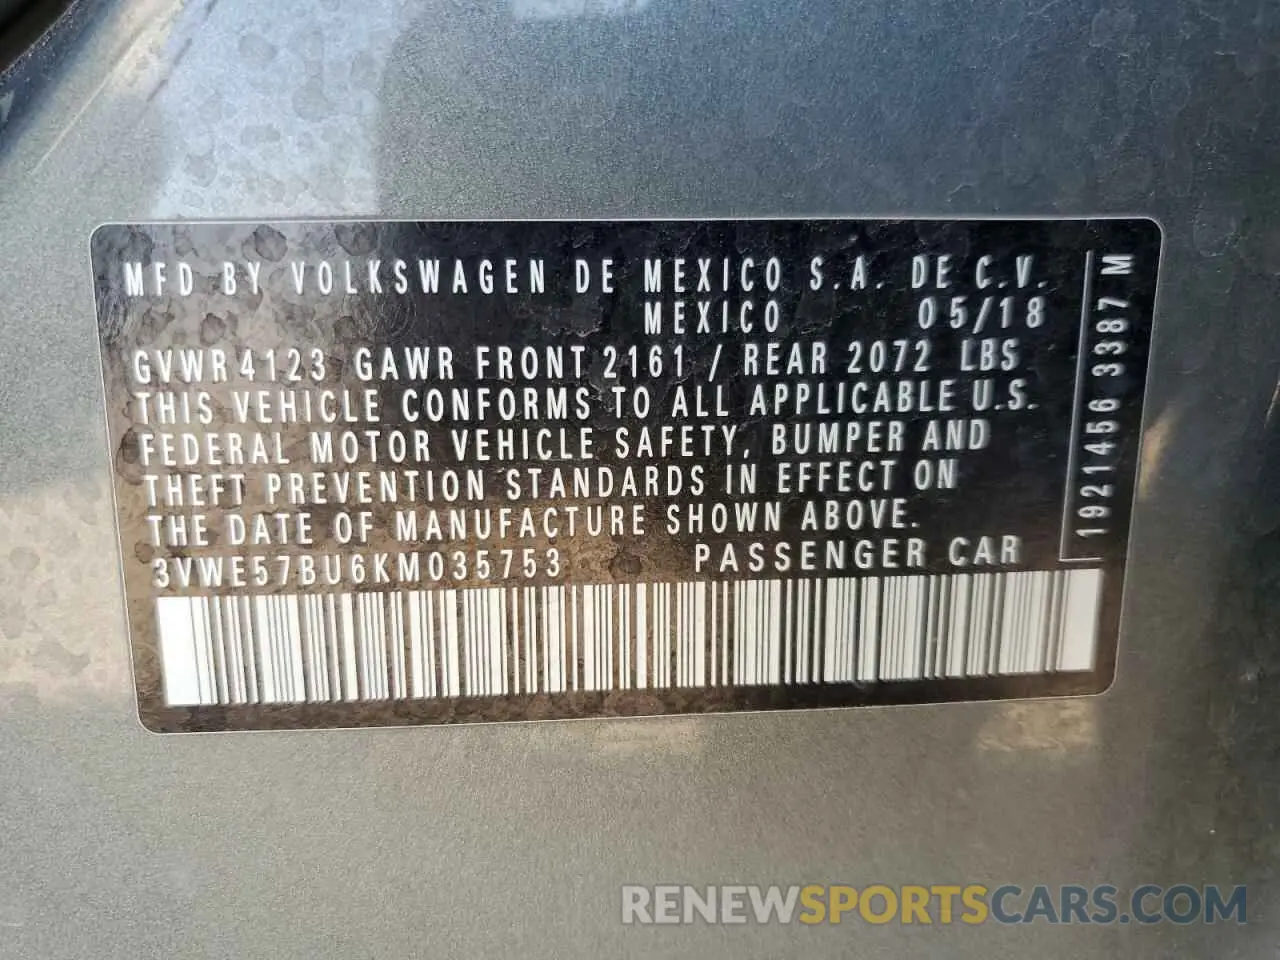 MFD BY VOLKSWAGEN DE MEXICO S.A. DE C.V.
MEXICO 05/18
GVWR 4123 GAWR FRONT 2161 / REAR 2072 LBS
THIS VEHICLE CONFORMS TO ALL APPLICABLE U.S.
FEDERAL MOTOR VEHICLE SAFETY, BUMPER AND
THEFT PREVENTION STANDARDS IN EFFECT ON
THE DATE OF MANUFACTURE SHOWN ABOVE.
3VWE57BU6KM035753 PASSENGER CAR
1921456 3387 M
RENEWSPORTSCARS.COM